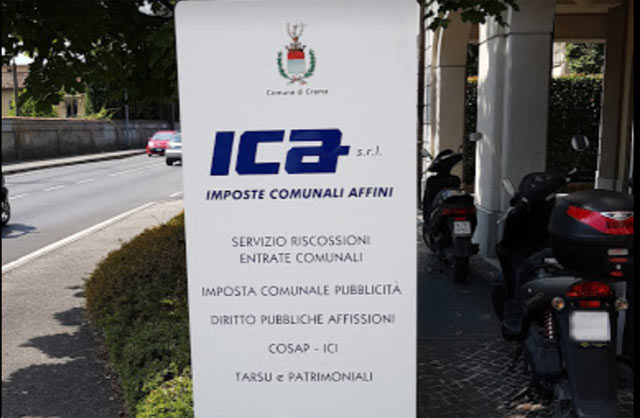 Comune di Crema
ICA s.r.l.
IMPOSTE COMUNALI AFFINI
SERVIZIO RISCOSSIONI
ENTRATE COMUNALI
IMPOSTA COMUNALE PUBBLICITÀ
DIRITTO PUBBLICHE AFFISSIONI
COSAP - ICI
TARSU e PATRIMONIALI